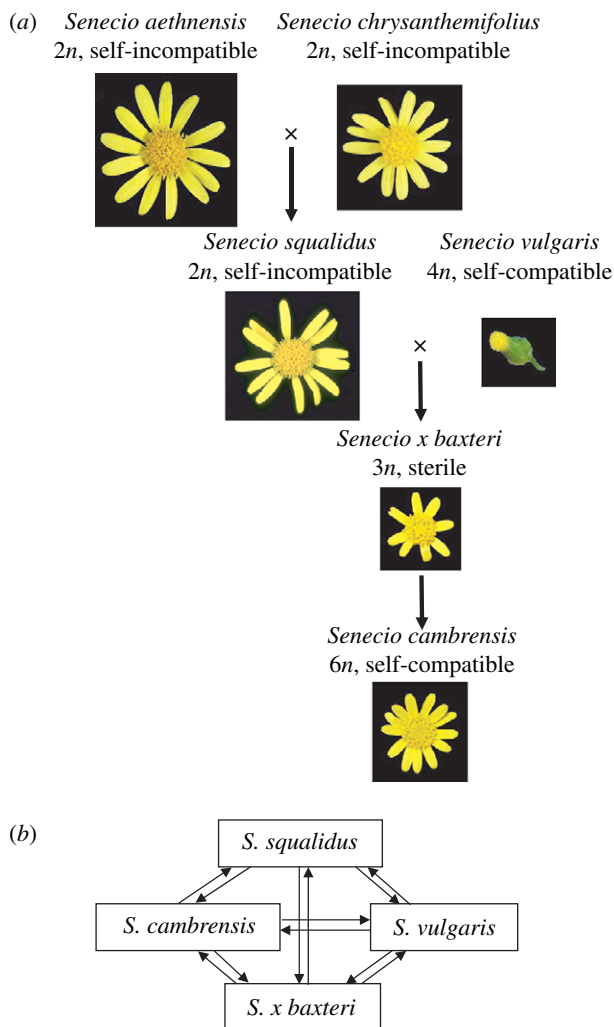 (a) Senecio aethnensis Senecio chrysanthemifolius
2n, self-incompatible 2n, self-incompatible
×
Senecio squalidus Senecio vulgaris
2n, self-incompatible 4n, self-compatible
×
Senecio x baxteri
3n, sterile
Senecio cambrensis
6n, self-compatible
(b)
S. squalidus
S. cambrensis S. vulgaris
S. x baxteri